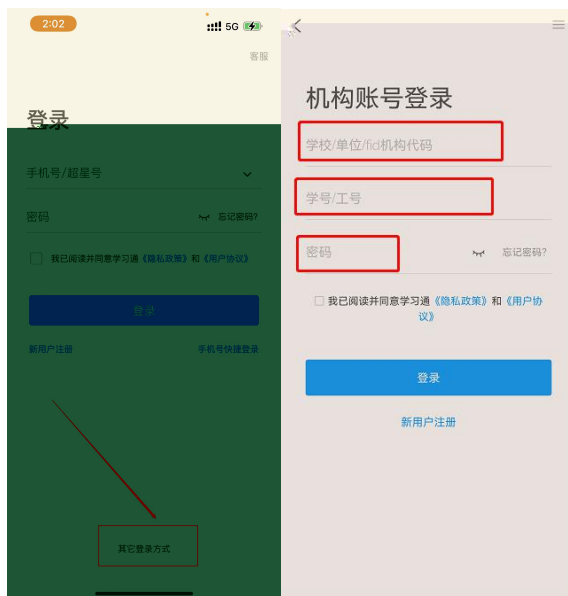 2:02
5G
客服
登录
手机号/超星号
密码
忘记密码?
我已阅读并同意学习通《隐私政策》和《用户协议》
登录
新用户注册
手机号快捷登录
其它登录方式
机构账号登录
学校/单位/fid机构代码
学号/工号
密码
忘记密码?
我已阅读并同意学习通《隐私政策》和《用户协
议》
登录
新用户注册